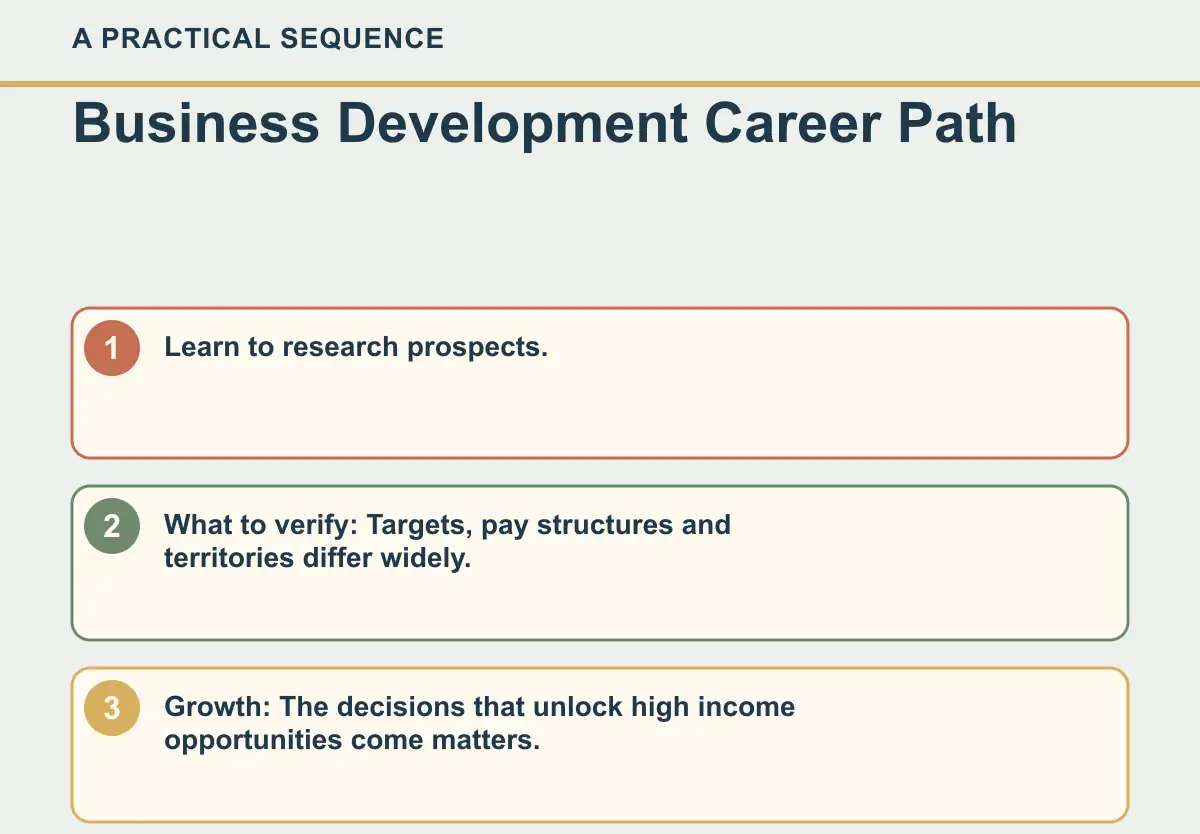 A PRACTICAL SEQUENCE
Business Development Career Path
1
Learn to research prospects.
2
What to verify: Targets, pay structures and
territories differ widely.
3
Growth: The decisions that unlock high income
opportunities come matters.